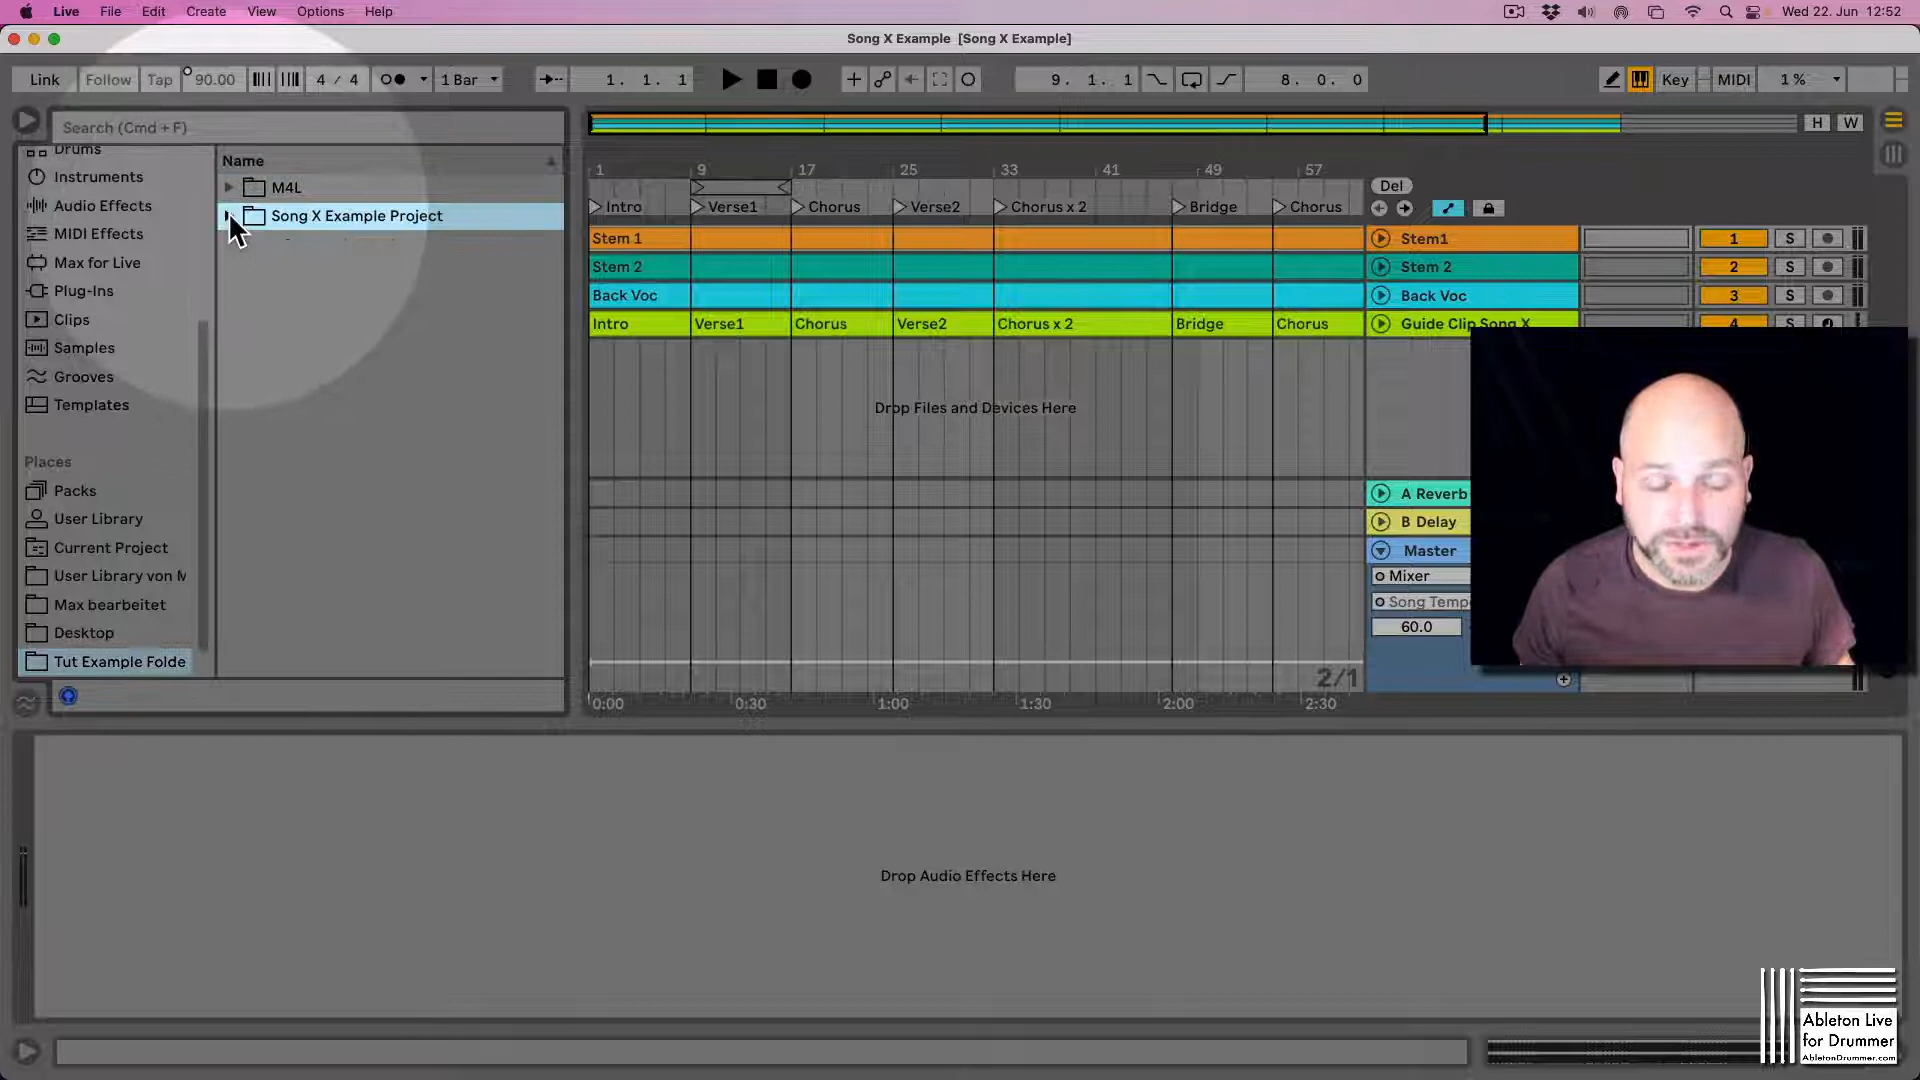 Live File Edit Create View Options Help Wed 22. Jun 12:52
Song X Example [Song X Example]
Link Follow Tap 90.00 4 / 4 1 Bar 1. 1. 1 9. 1. 1 8. 0. 0 Key MIDI 1 %
Search (Cmd + F)
H W
Drums
Instruments
Audio Effects
MIDI Effects
Max for Live
Plug-Ins
Clips
Samples
Grooves
Templates
Places
Packs
User Library
Current Project
User Library von M
Max bearbeitet
Desktop
Tut Example Folde
Name
M4L
Song X Example Project
1 9 17 25 33 41 49 57
Del
Intro Verse1 Chorus Verse2 Chorus x 2 Bridge Chorus
Stem 1 Stem1 1 S
Stem 2 Stem 2 2 S
Back Voc Back Voc 3 S
Intro Verse1 Chorus Verse2 Chorus x 2 Bridge Chorus Guide Clip Song X 4 S
Drop Files and Devices Here
A Reverb
B Delay
Master
Mixer
Song Temp
60.0
2/1
0:00 0:30 1:00 1:30 2:00 2:30
Drop Audio Effects Here
Ableton Live
for Drummer
AbletonDrummer.com